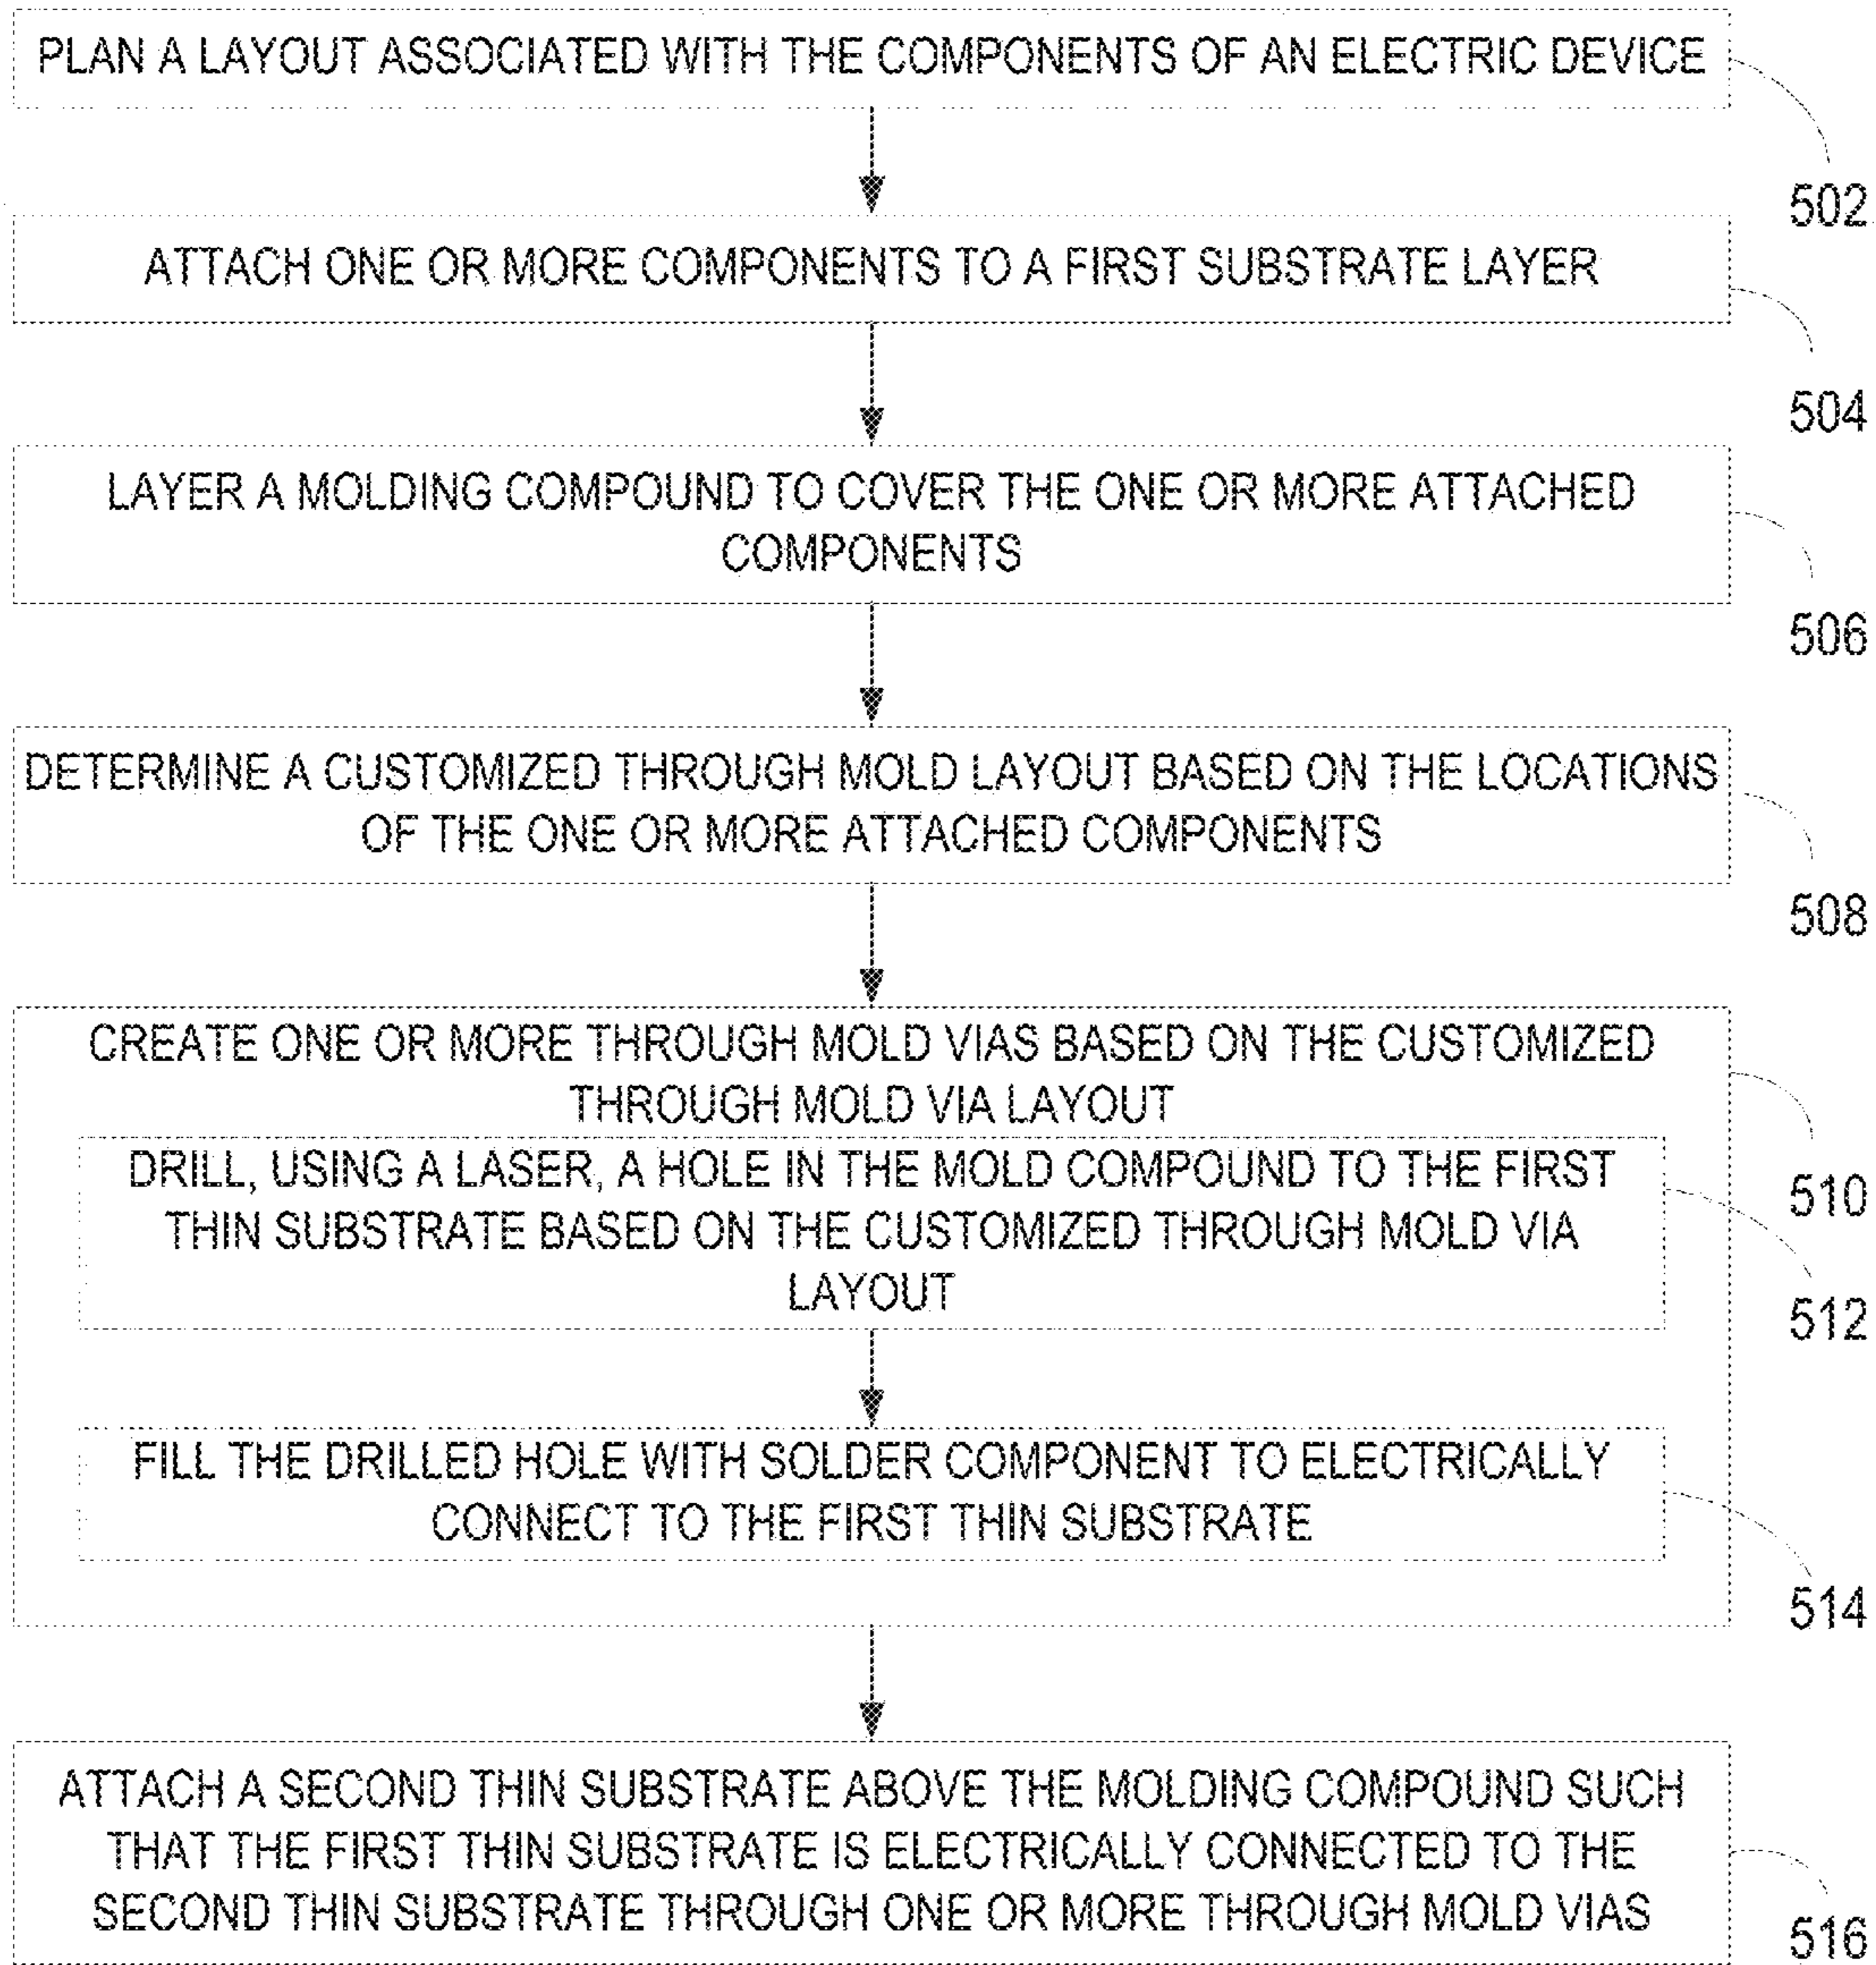 PLAN A LAYOUT ASSOCIATED WITH THE COMPONENTS OF AN ELECTRIC DEVICE
502
ATTACH ONE OR MORE COMPONENTS TO A FIRST SUBSTRATE LAYER
504
LAYER A MOLDING COMPOUND TO COVER THE ONE OR MORE ATTACHED
COMPONENTS
506
DETERMINE A CUSTOMIZED THROUGH MOLD LAYOUT BASED ON THE LOCATIONS
OF THE ONE OR MORE ATTACHED COMPONENTS
508
CREATE ONE OR MORE THROUGH MOLD VIAS BASED ON THE CUSTOMIZED
THROUGH MOLD VIA LAYOUT
510
DRILL, USING A LASER, A HOLE IN THE MOLD COMPOUND TO THE FIRST
THIN SUBSTRATE BASED ON THE CUSTOMIZED THROUGH MOLD VIA
LAYOUT
512
FILL THE DRILLED HOLE WITH SOLDER COMPONENT TO ELECTRICALLY
CONNECT TO THE FIRST THIN SUBSTRATE
514
ATTACH A SECOND THIN SUBSTRATE ABOVE THE MOLDING COMPOUND SUCH
THAT THE FIRST THIN SUBSTRATE IS ELECTRICALLY CONNECTED TO THE
SECOND THIN SUBSTRATE THROUGH ONE OR MORE THROUGH MOLD VIAS
516